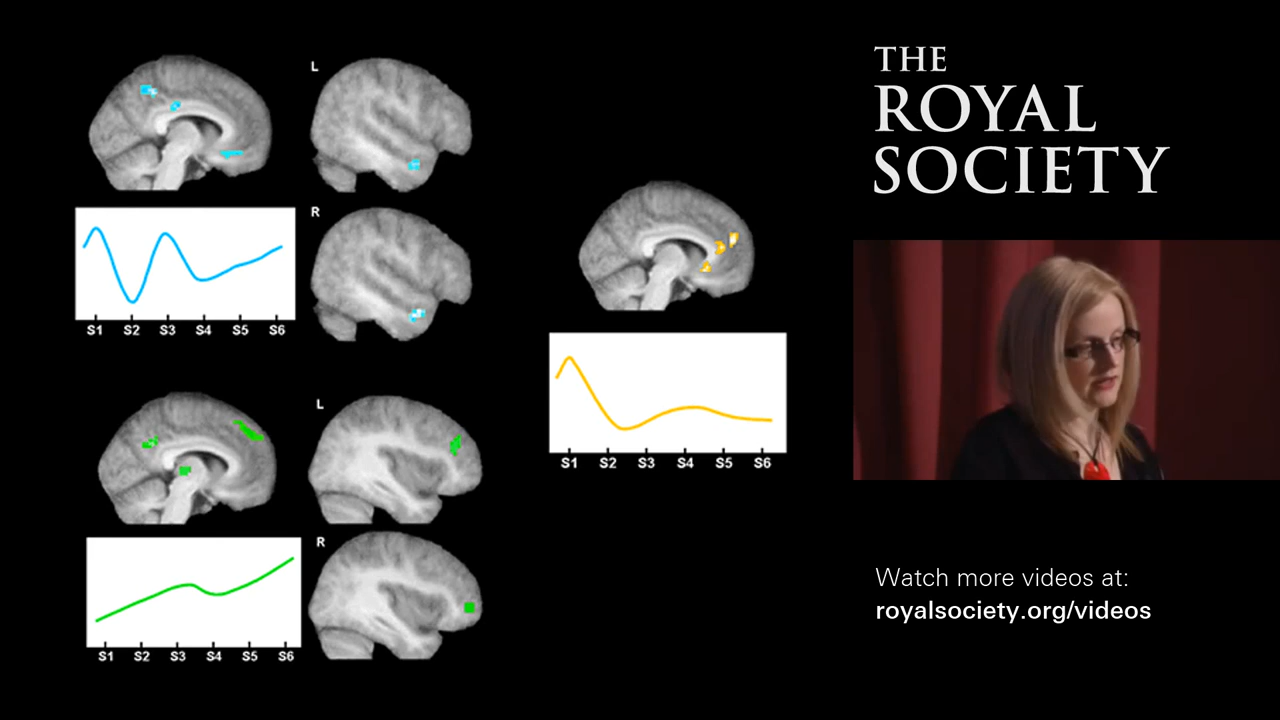 L
R
S1 S2 S3 S4 S5 S6
S1 S2 S3 S4 S5 S6
L
R
S1 S2 S3 S4 S5 S6
THE
ROYAL
SOCIETY
Watch more videos at:
royalsociety.org/videos